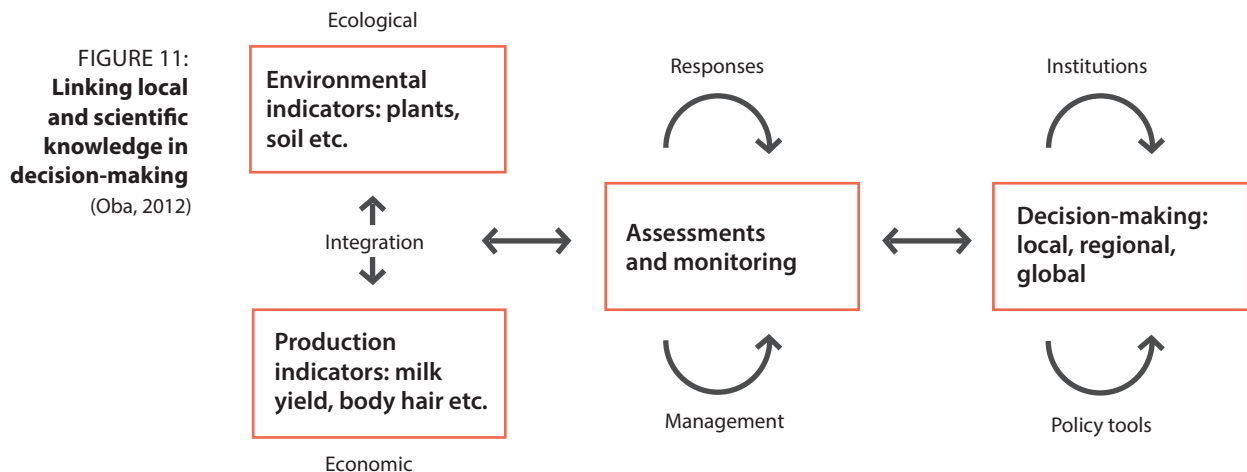 FIGURE 11:
Linking local
and scientific
knowledge in
decision-making
(Oba, 2012)
Ecological
Environmental
indicators: plants,
soil etc.
Integration
Production
indicators: milk
yield, body hair etc.
Economic
Responses
Assessments
and monitoring
Management
Institutions
Decision-making:
local, regional,
global
Policy tools